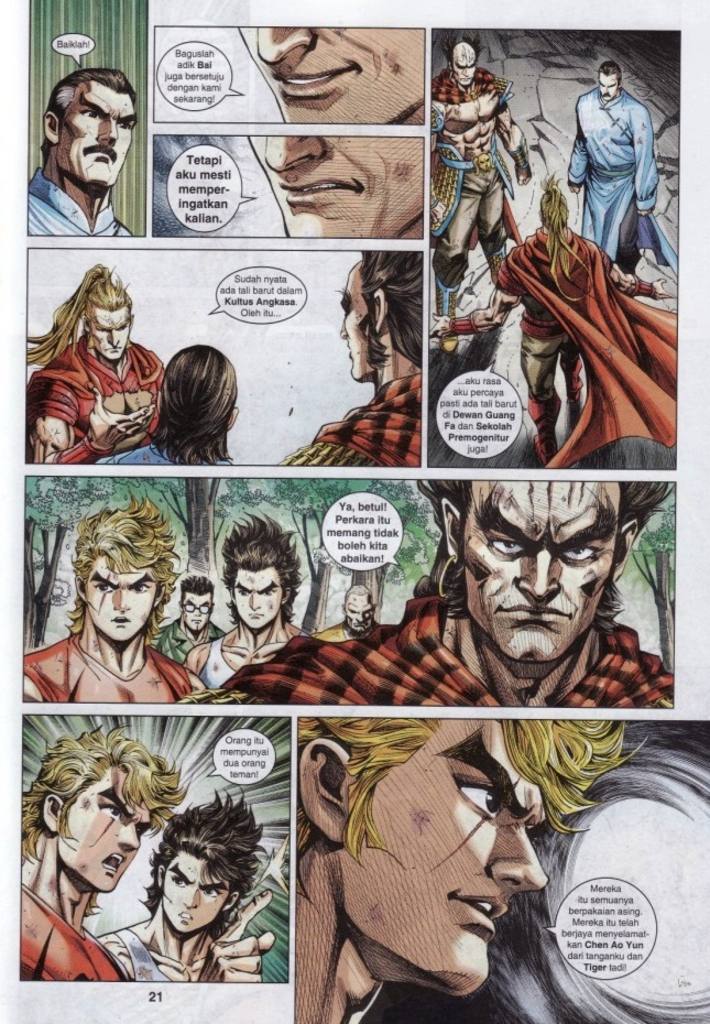 Baiklah!
Baguslah
adik Bai
juga bersetuju
dengan kami
sekarang!
Tetapi
aku mesti
memper-
ingatkan
kalian.
Sudah nyata
ada tali barut dalam
Kultus Angkasa.
Oleh itu...
...aku rasa
aku percaya
pasti ada tali barut
di Dewan Guang
Fa dan Sekolah
Premogenitur
juga!
Ya, betul!
Perkara itu
memang tidak
boleh kita
abaikan!
Orang itu
mempunyai
dua orang
teman!
Mereka
itu semuanya
berpakaian asing.
Mereka itu telah
berjaya menyelamat-
kan Chen Ao Yun
dari tanganku dan
Tiger tadi!
21